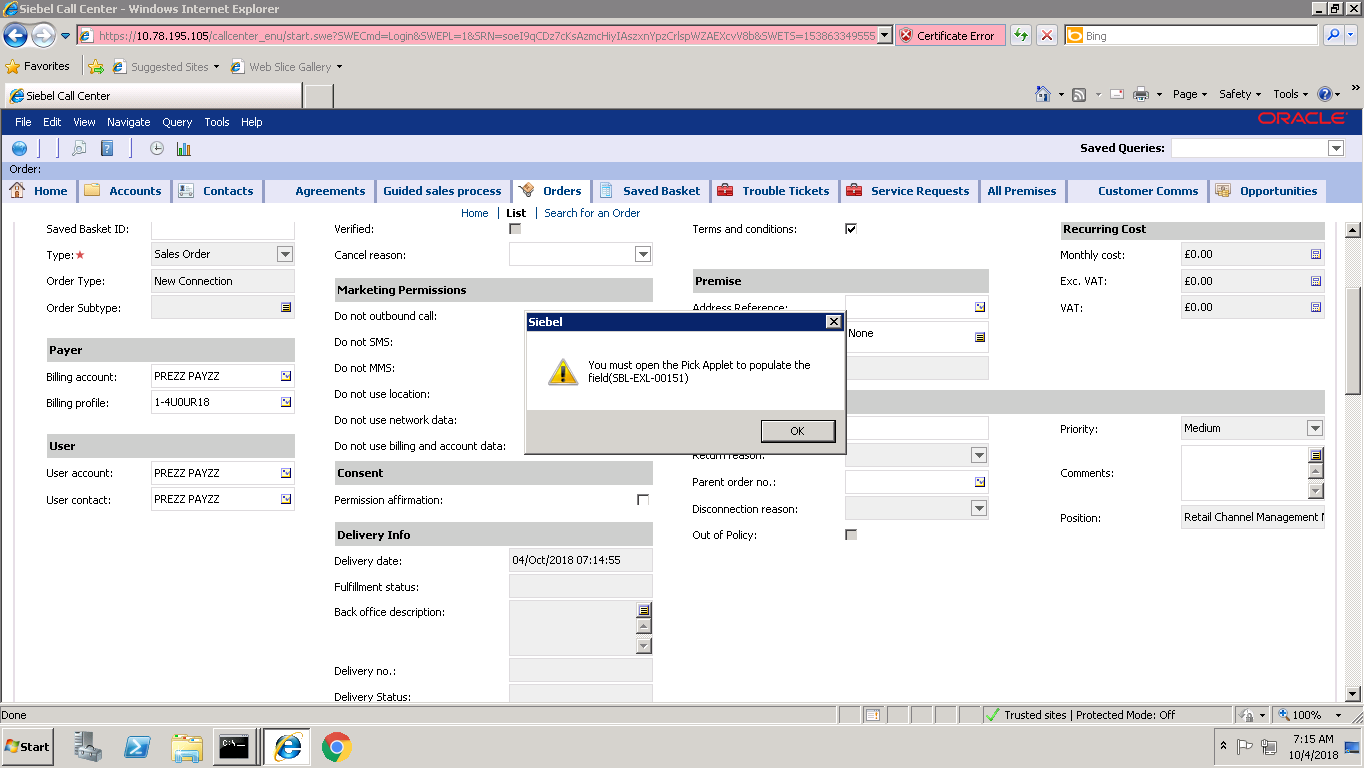 Siebel Call Center - Windows Internet Explorer
https://10.78.195.105/callcenter_enu/start.swe?SWECmd=Login&SWEPL=1&SRN=soeI9qCDz7cKsAzmcHiyIAszxnYpzCrlspWZAEXcvV8b&SWETS=153863349555
Certificate Error
Bing
Favorites
Suggested Sites
Web Slice Gallery
Siebel Call Center
Page
Safety
Tools
File Edit View Navigate Query Tools Help
ORACLE
Saved Queries:
Order:
Home Accounts Contacts Agreements Guided sales process Orders Saved Basket Trouble Tickets Service Requests All Premises Customer Comms Opportunities
Home | List | Search for an Order
Saved Basket ID:
Type:★ Sales Order
Order Type: New Connection
Order Subtype:
Payer
Billing account: PREZZ PAYZZ
Billing profile: 1-4U0UR18
User
User account: PREZZ PAYZZ
User contact: PREZZ PAYZZ
Verified:
Cancel reason:
Marketing Permissions
Do not outbound call:
Do not SMS:
Do not MMS:
Do not use location:
Do not use network data:
Do not use billing and account data:
Consent
Permission affirmation:
Delivery Info
Delivery date: 04/Oct/2018 07:14:55
Fulfillment status:
Back office description:
Delivery no.:
Delivery Status:
Terms and conditions:
Premise
Address Reference:
None
Siebel
You must open the Pick Applet to populate the
field(SBL-EXL-00151)
OK
Return reason:
Parent order no.:
Disconnection reason:
Out of Policy:
Recurring Cost
Monthly cost: £0.00
Exc. VAT: £0.00
VAT: £0.00
Priority: Medium
Comments:
Position: Retail Channel Management
Done
Trusted sites | Protected Mode: Off
100%
Start
C:\
7:15 AM
10/4/2018